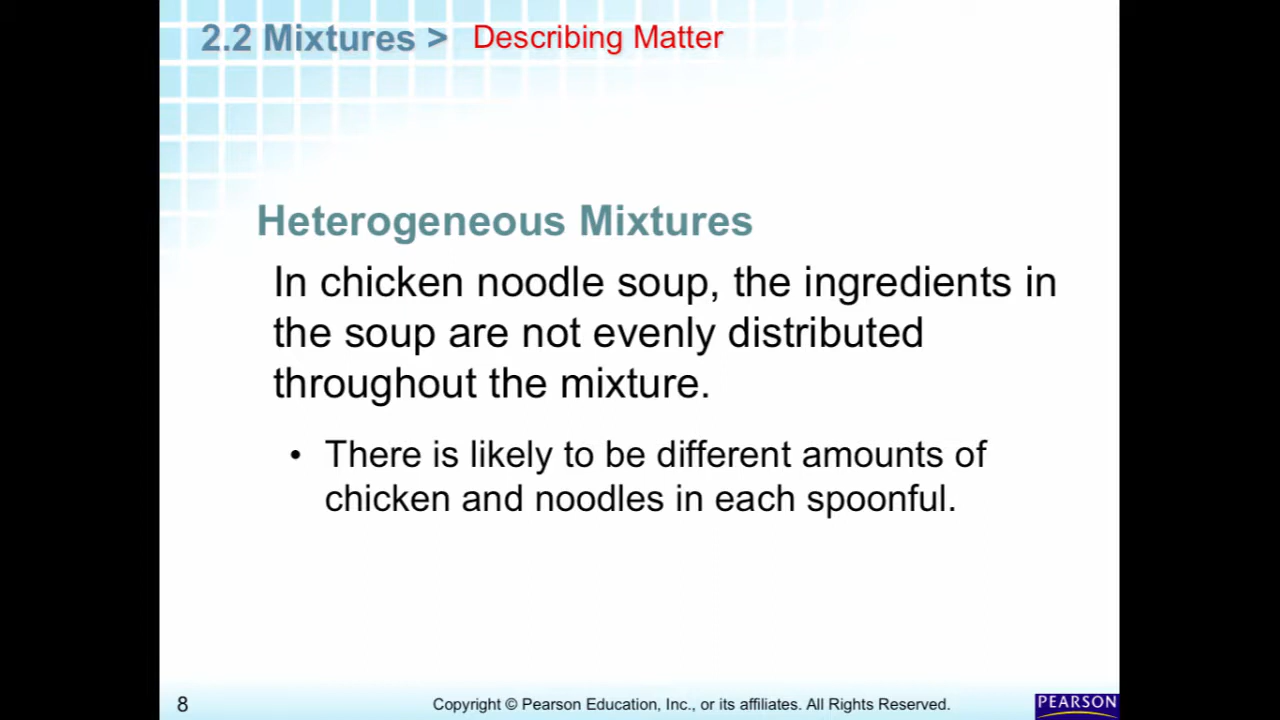 2.2 Mixtures > Describing Matter
Heterogeneous Mixtures
In chicken noodle soup, the ingredients in
the soup are not evenly distributed
throughout the mixture.
• There is likely to be different amounts of
chicken and noodles in each spoonful.
8 Copyright © Pearson Education, Inc., or its affiliates. All Rights Reserved. PEARSON